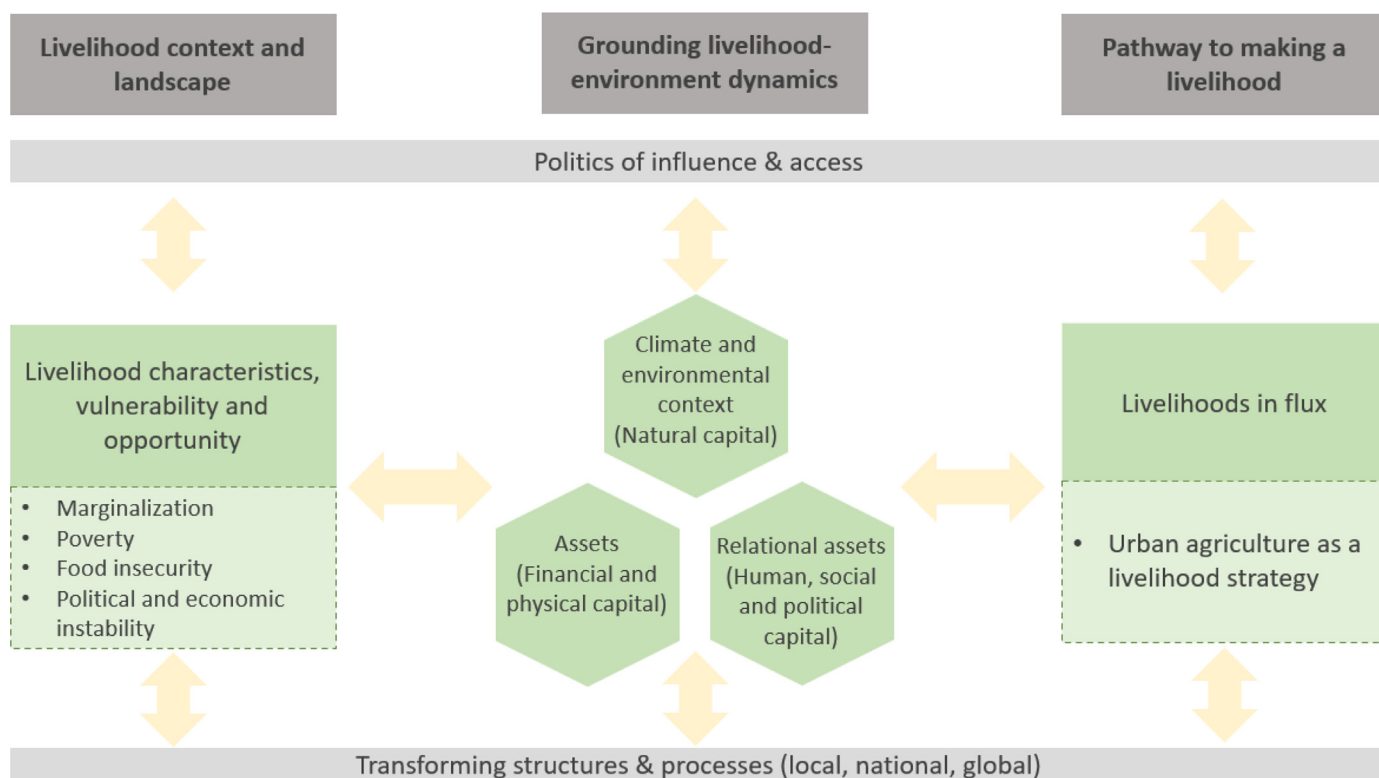 Livelihood context and
landscape
Grounding livelihood-
environment dynamics
Pathway to making a
livelihood
Politics of influence & access
Livelihood characteristics,
vulnerability and
opportunity
• Marginalization
• Poverty
• Food insecurity
• Political and economic
instability
Climate and
environmental
context
(Natural capital)
Assets
(Financial and
physical capital)
Relational assets
(Human, social
and political
capital)
Livelihoods in flux
• Urban agriculture as a
livelihood strategy
Transforming structures & processes (local, national, global)